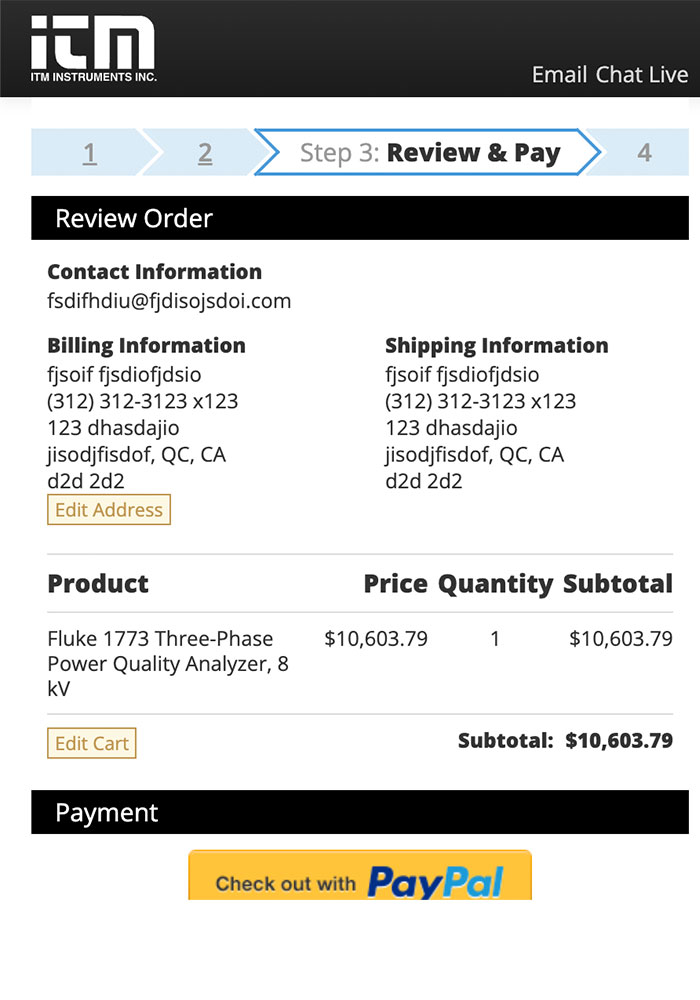 itm
ITM INSTRUMENTS INC.
Email Chat Live
1
2
Step 3: Review & Pay
4
Review Order
Contact Information
fsdifhdiu@fjdisojsdoi.com
Billing Information
fjsoif fjsdiofjdsio
(312) 312-3123 x123
123 dhasdajio
jisodjfisdof, QC, CA
d2d 2d2
Edit Address
Shipping Information
fjsoif fjsdiofjdsio
(312) 312-3123 x123
123 dhasdajio
jisodjfisdof, QC, CA
d2d 2d2
Product Price Quantity Subtotal
Fluke 1773 Three-Phase $10,603.79 1 $10,603.79
Power Quality Analyzer, 8
kV
Edit Cart
Subtotal: $10,603.79
Payment
Check out with PayPal